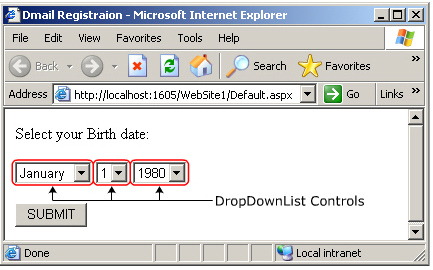 Dmail Registraion - Microsoft Internet Explorer
File Edit View Favorites Tools Help
Back Search Favorites »
Address http://localhost:1605/WebSite1/Default.aspx Go Links »
Select your Birth date:
January 1 1980
DropDownList Controls
SUBMIT
Done Local intranet